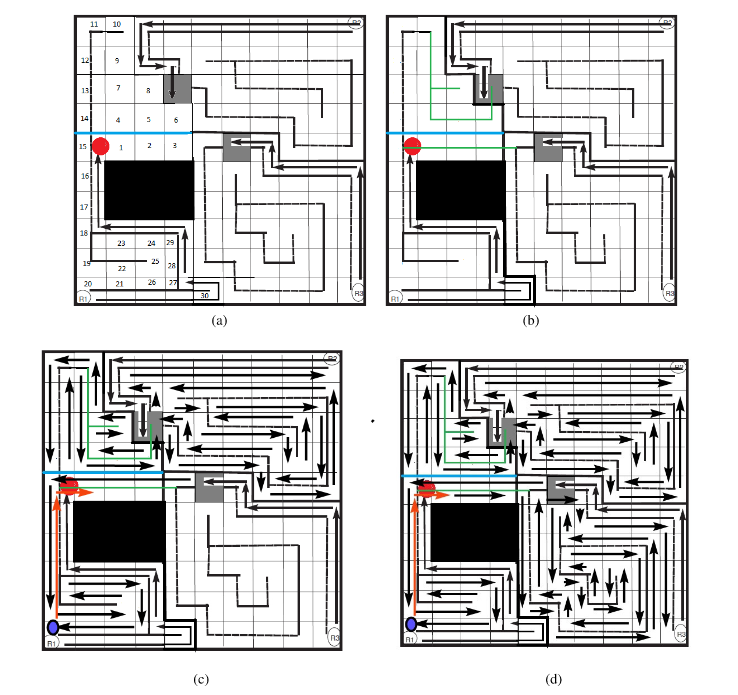 11 10
R2
12 9
13 7 8
14 4 5 6
15 1 2 3
16
17
18
23 24 29
19 22 25 28
20 21 26 27
R1 30 R3
(a)
R2
R1 R3
(b)
R2
R1 R3
(c)
R2
R1 R3
(d)